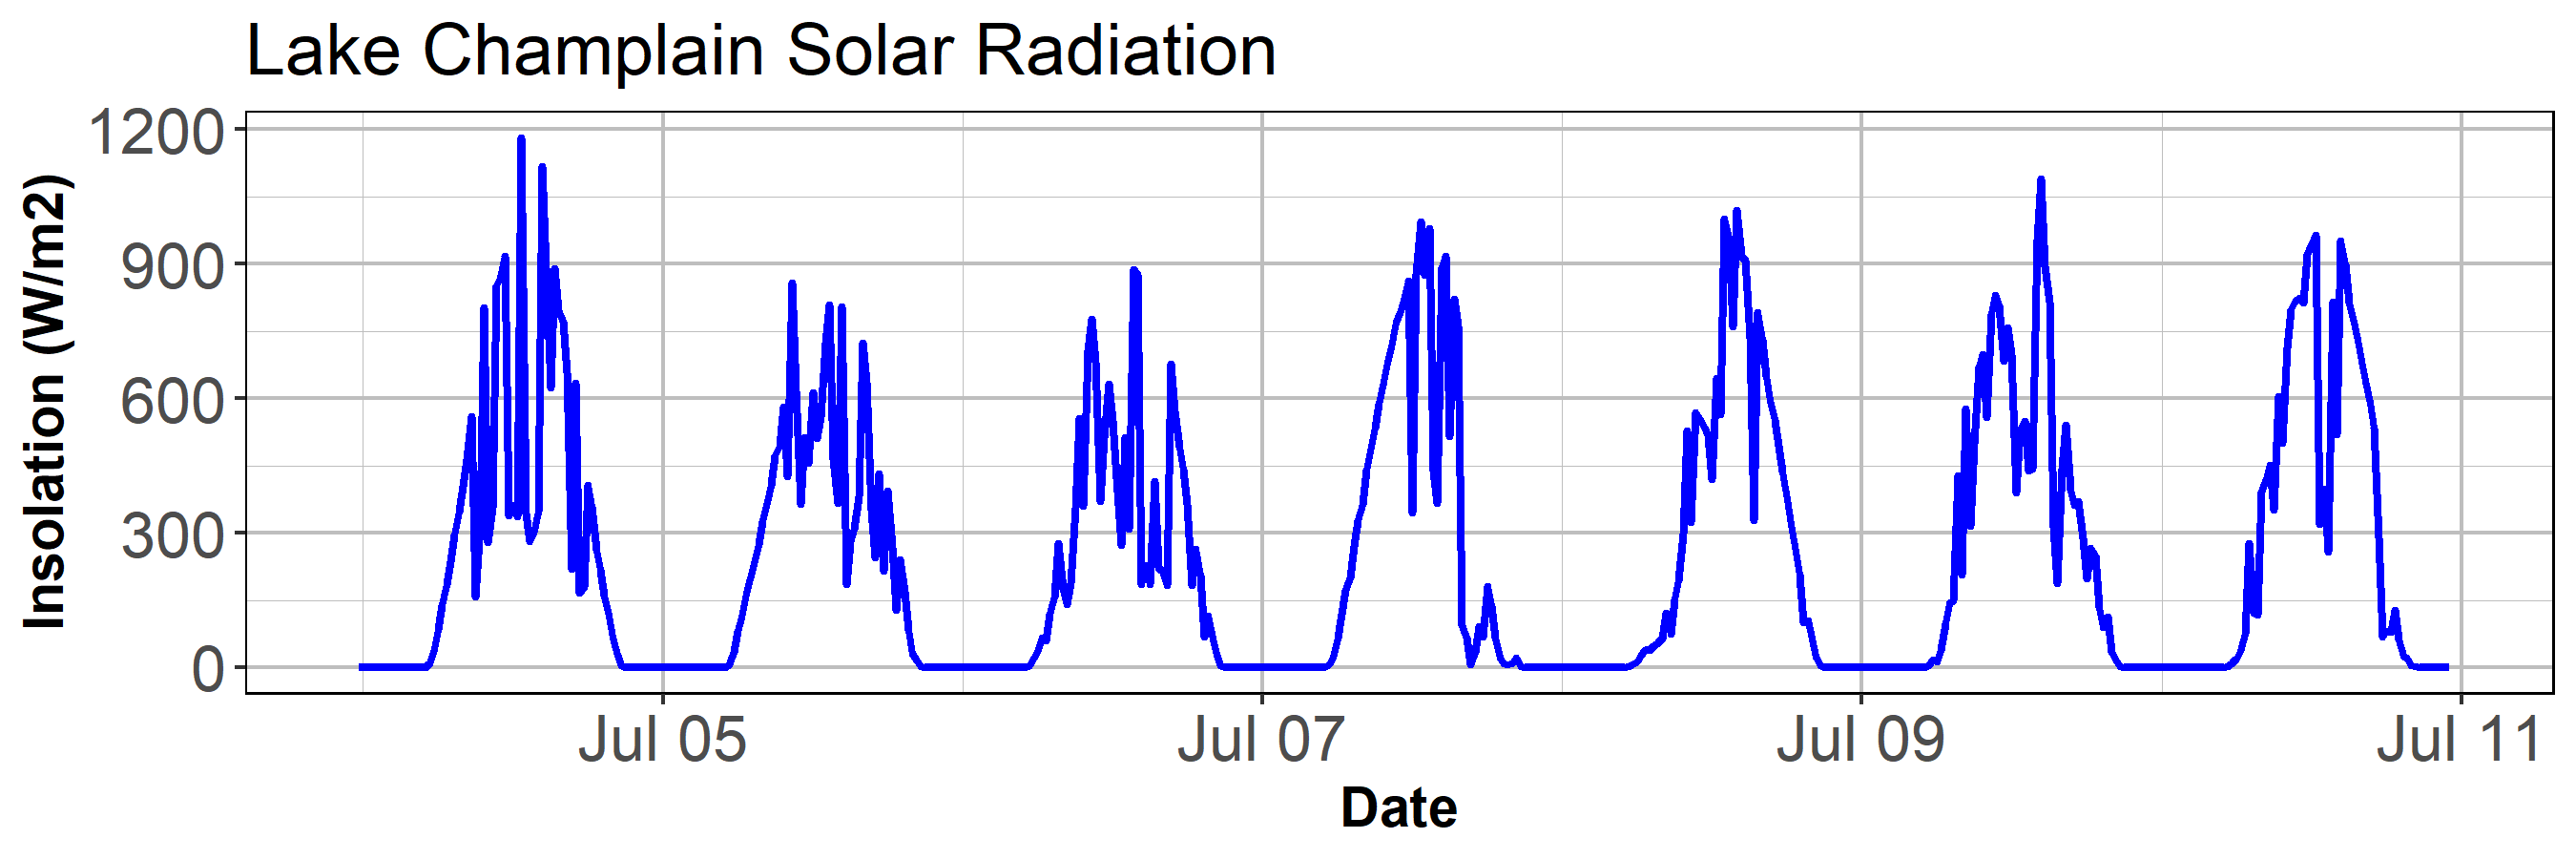 Lake Champlain Solar Radiation
Insolation (W/m2)
1200
900
600
300
0
Jul 05
Jul 07
Jul 09
Jul 11
Date